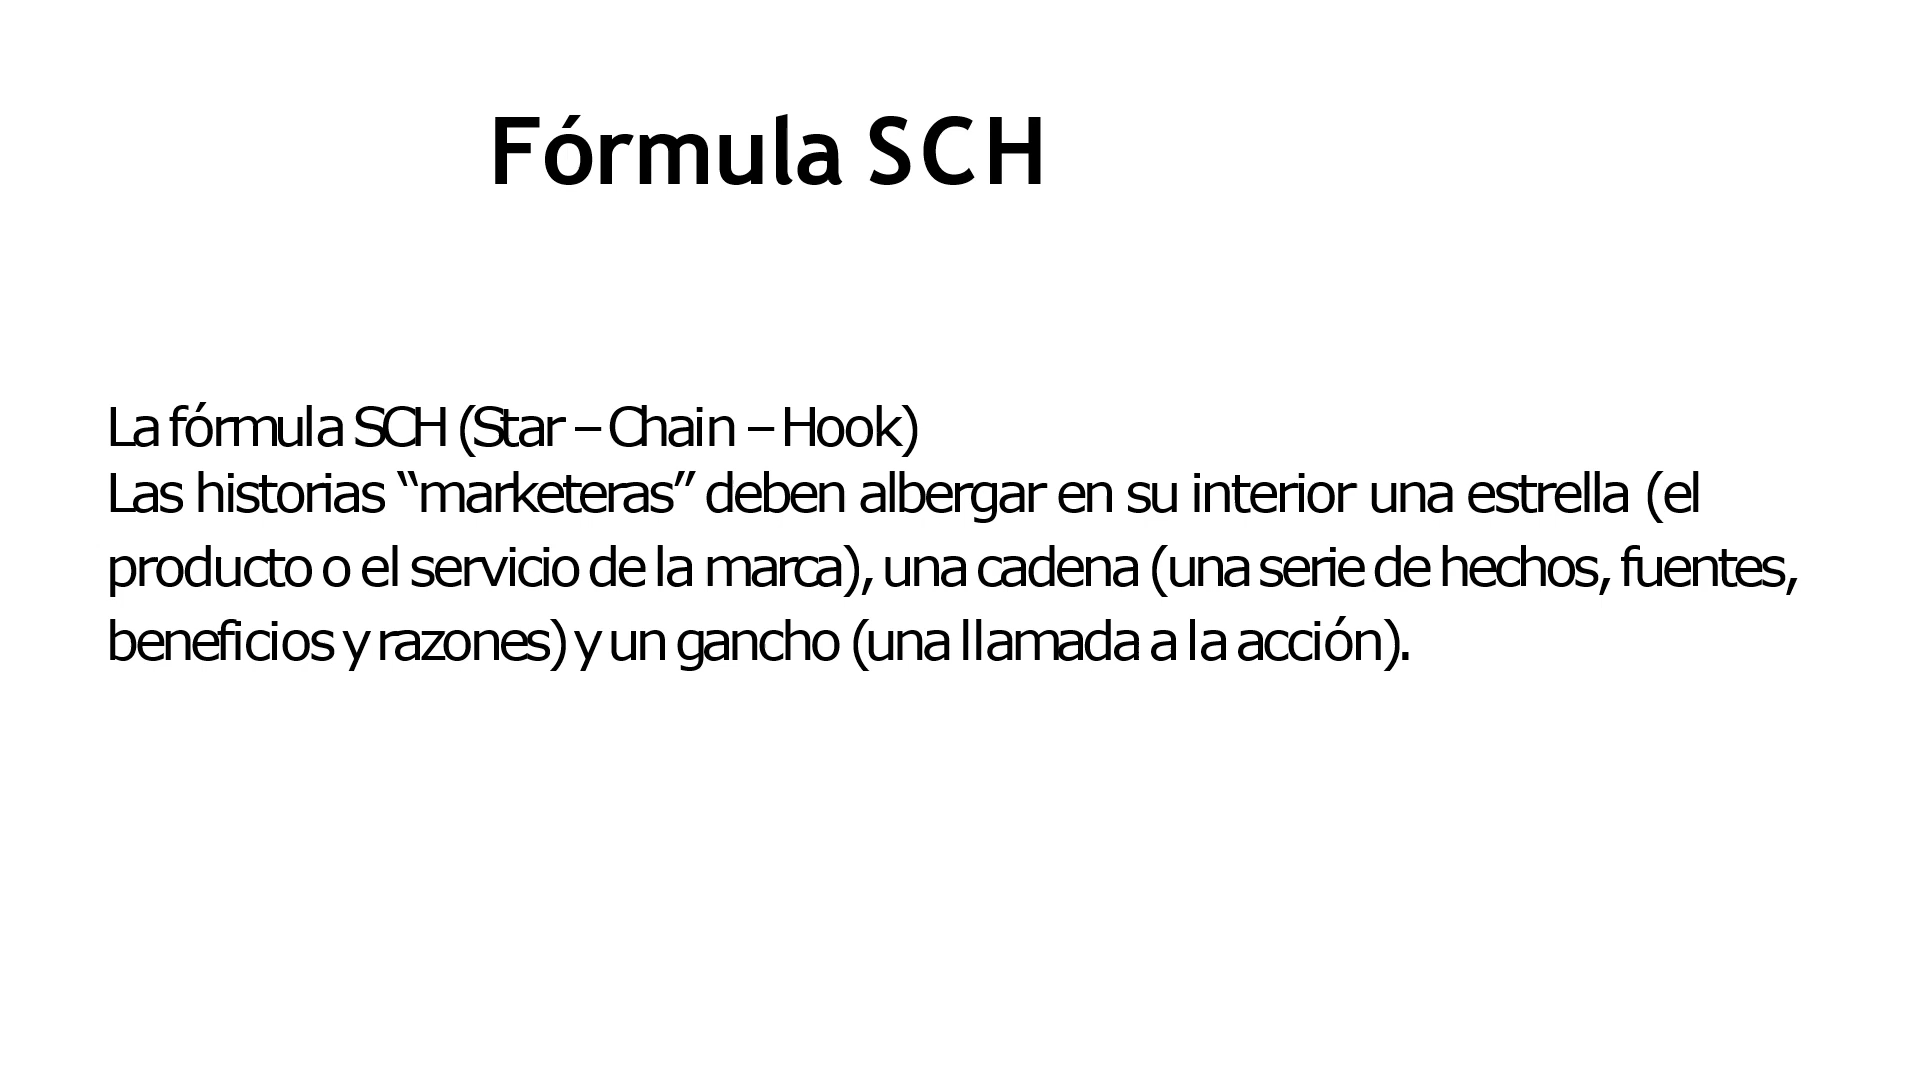 Fórmula SCH
La fórmula SCH (Star – Chain – Hook)
Las historias “marketeras” deben albergar en su interior una estrella (el
producto o el servicio de la marca), una cadena (una serie de hechos, fuentes,
beneficios y razones) y un gancho (una llamada a la acción).